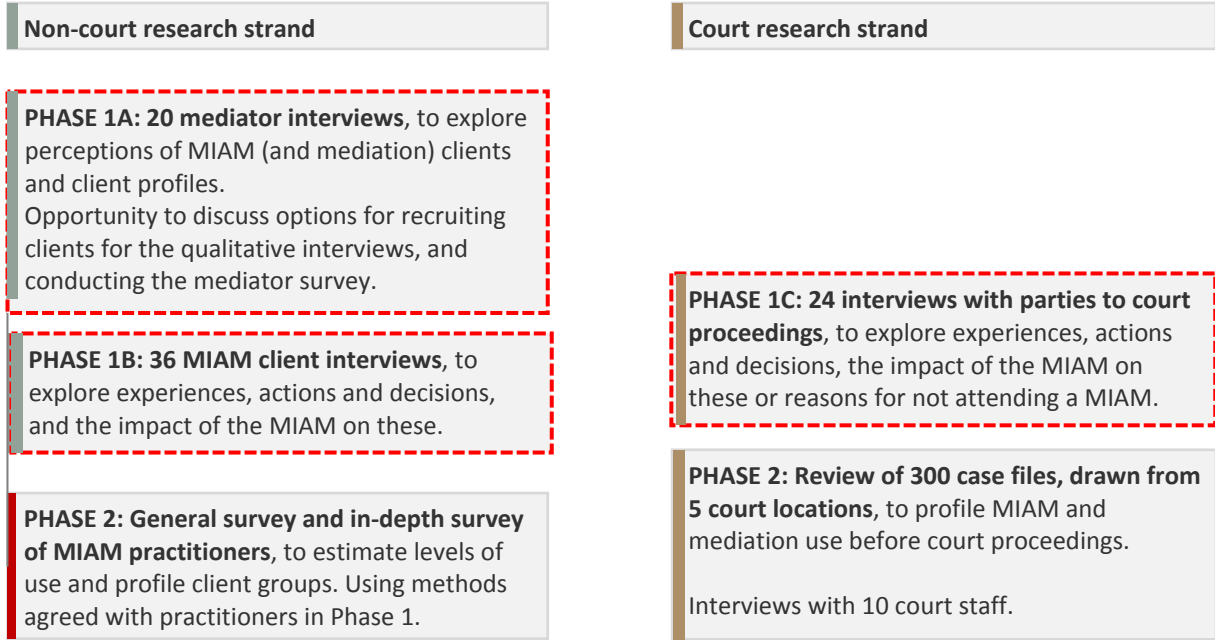 Non-court research strand
PHASE 1A: 20 mediator interviews, to explore
perceptions of MIAM (and mediation) clients
and client profiles.
Opportunity to discuss options for recruiting
clients for the qualitative interviews, and
conducting the mediator survey.
PHASE 1B: 36 MIAM client interviews, to
explore experiences, actions and decisions,
and the impact of the MIAM on these.
PHASE 2: General survey and in-depth survey
of MIAM practitioners, to estimate levels of
use and profile client groups. Using methods
agreed with practitioners in Phase 1.
Court research strand
PHASE 1C: 24 interviews with parties to court
proceedings, to explore experiences, actions
and decisions, the impact of the MIAM on
these or reasons for not attending a MIAM.
PHASE 2: Review of 300 case files, drawn from
5 court locations, to profile MIAM and
mediation use before court proceedings.
Interviews with 10 court staff.